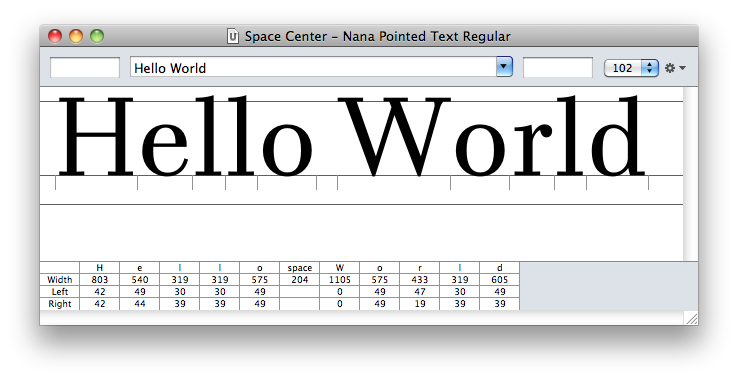 Space Center – Nana Pointed Text Regular
Hello World 102
Hello World
H e l l o space W o r l d
Width 803 540 319 319 575 204 1105 575 433 319 605
Left 42 49 30 30 49 0 49 47 30 49
Right 42 44 39 39 49 0 49 19 39 39